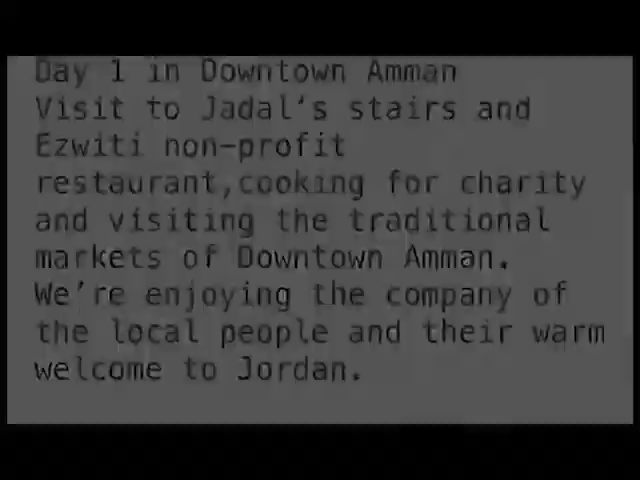 Day 1 in Downtown Amman
Visit to Jadal's stairs and
Ezwiti non-profit
restaurant,cooking for charity
and visiting the traditional
markets of Downtown Amman.
We're enjoying the company of
the local people and their warm
welcome to Jordan.